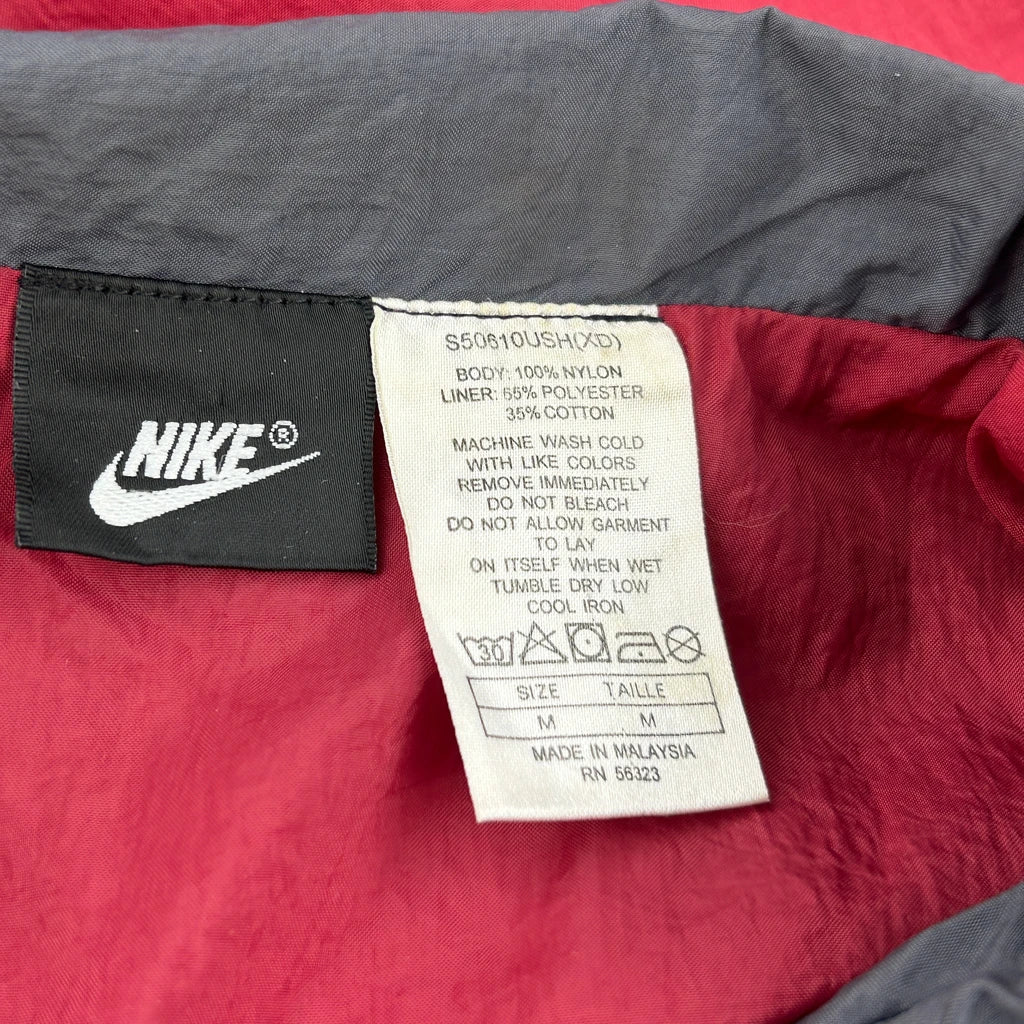 NIKE®
S50610USH(XD)
BODY: 100% NYLON
LINER: 65% POLYESTER
35% COTTON
MACHINE WASH COLD
WITH LIKE COLORS
REMOVE IMMEDIATELY
DO NOT BLEACH
DO NOT ALLOW GARMENT
TO LAY
ON ITSELF WHEN WET
TUMBLE DRY LOW
COOL IRON
30
SIZE TAILLE
M M
MADE IN MALAYSIA
RN 56323